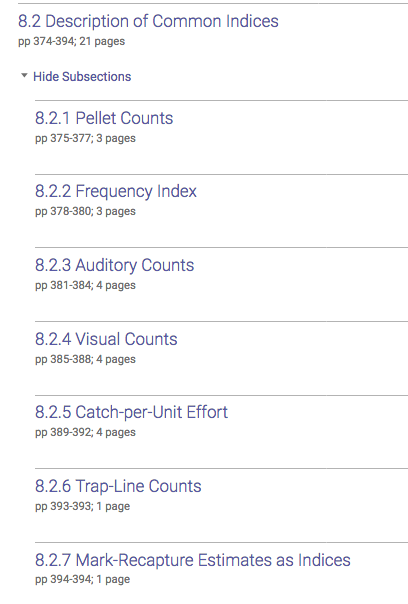 8.2 Description of Common Indices
pp 374-394; 21 pages
Hide Subsections
8.2.1 Pellet Counts
pp 375-377; 3 pages
8.2.2 Frequency Index
pp 378-380; 3 pages
8.2.3 Auditory Counts
pp 381-384; 4 pages
8.2.4 Visual Counts
pp 385-388; 4 pages
8.2.5 Catch-per-Unit Effort
pp 389-392; 4 pages
8.2.6 Trap-Line Counts
pp 393-393; 1 page
8.2.7 Mark-Recapture Estimates as Indices
pp 394-394; 1 page